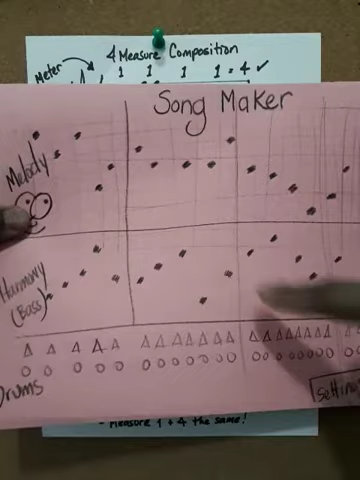 4 Measure Composition
Meter
1 1 1 1 = 4 ✓
Song Maker
Melody
Harmony
(Bass)
Drums
- Measure 1 + 4 the same!